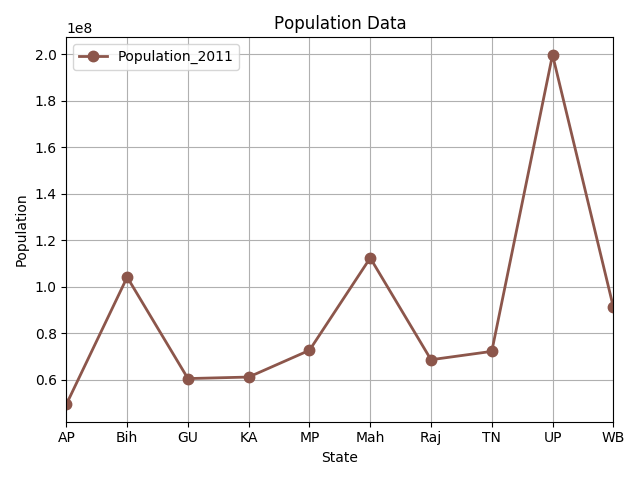 Population Data
1e8
Population_2011
2.0
1.8
1.6
1.4
1.2
1.0
0.8
0.6
Population
AP Bih GU KA MP Mah Raj TN UP WB
State